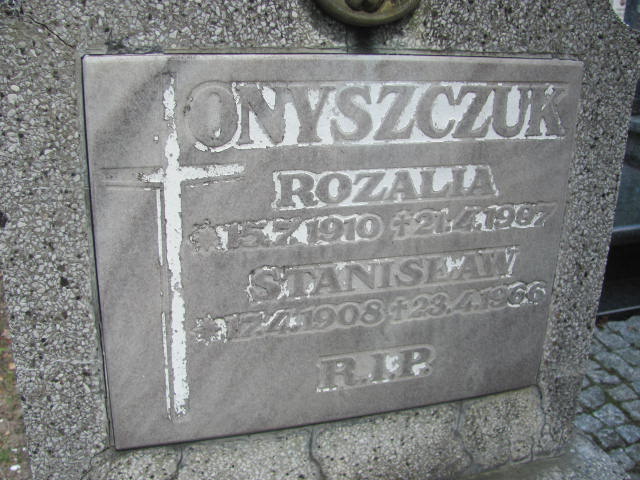 ONYSZCZUK
ROZALIA
*15.7.1910 †21.4.1987
STANISŁAW
*17.4.1908 †23.4.1966
R.I.P.